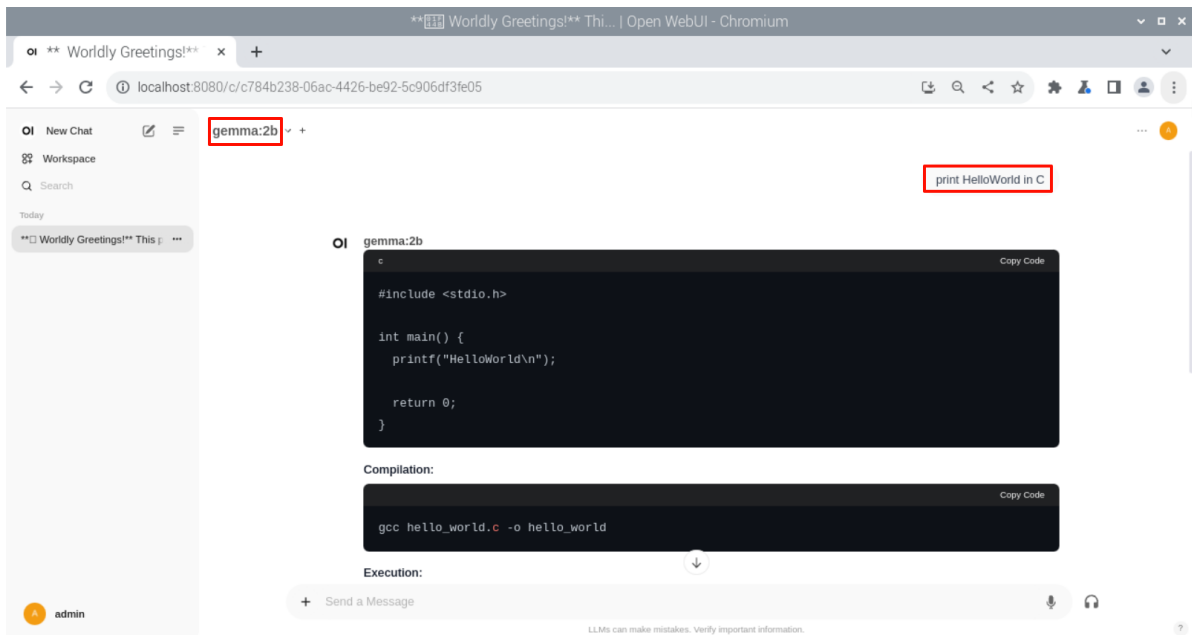 ** Worldly Greetings!** Thi... | Open WebUI - Chromium
OI ** Worldly Greetings!**
localhost:8080/c/c784b238-06ac-4426-be92-5c906df3fe05
OI New Chat
gemma:2b
Workspace
Search
print HelloWorld in C
Today
** Worldly Greetings!** This p
OI gemma:2b
c Copy Code
#include <stdio.h>
int main() {
printf("HelloWorld\n");
return 0;
}
Compilation:
Copy Code
gcc hello_world.c -o hello_world
Execution:
Send a Message
A admin
LLMs can make mistakes. Verify important information.
?
A